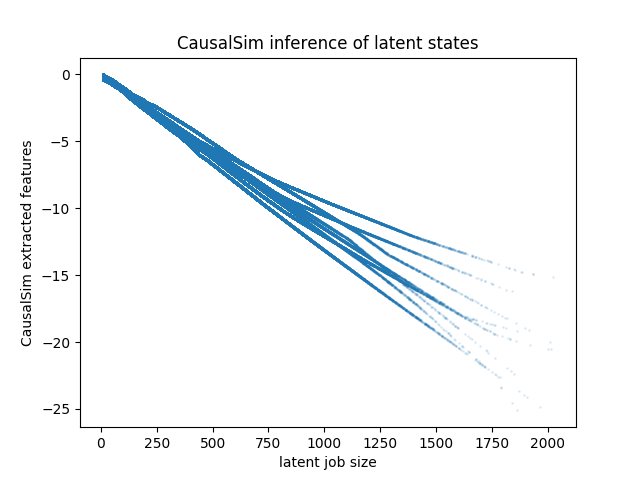 CausalSim inference of latent states
CausalSim extracted features
0
−5
−10
−15
−20
−25
0 250 500 750 1000 1250 1500 1750 2000
latent job size